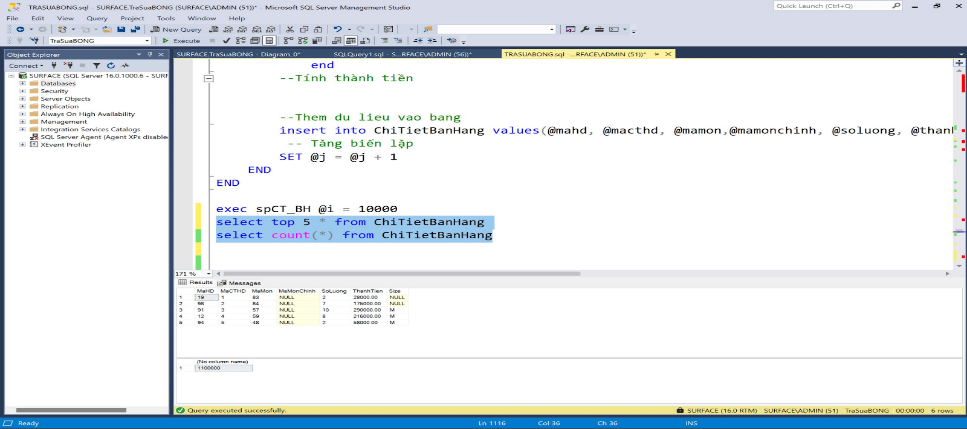 TRASUABONG.sql - SURFACE.TraSuaBONG (SURFACE\ADMIN (51))* - Microsoft SQL Server Management Studio
Quick Launch (Ctrl+Q)
File Edit View Query Project Tools Window Help
New Query
TraSuaBONG
Execute
Object Explorer
SURFACE.TraSuaBONG - Diagram_0*
SQLQuery1.sql - S...RFACE\ADMIN (56))*
TRASUABONG.sql -...RFACE\ADMIN (51))*
Connect
SURFACE (SQL Server 16.0.1000.6 - SURF
Databases
Security
Server Objects
Replication
Always On High Availability
Management
Integration Services Catalogs
SQL Server Agent (Agent XPs disable
XEvent Profiler
end
--Tính thành tiền
--Them du lieu vao bang
insert into ChiTietBanHang values(@mahd, @macthd, @mamon,@mamonchinh, @soluong, @thanh
-- Tăng biến lặp
SET @j = @j + 1
END
END
exec spCT_BH @i = 10000
select top 5 * from ChiTietBanHang
select count(*) from ChiTietBanHang
171 %
Results Messages
MaHD MaCTHD MaMon MaMonChinh SoLuong ThanhTien Size
1 19 1 83 NULL 2 28000.00 NULL
2 98 2 84 NULL 7 175000.00 NULL
3 91 3 57 NULL 10 290000.00 M
4 12 4 59 NULL 8 216000.00 M
5 94 5 48 NULL 2 58000.00 M
(No column name)
1 1100000
Query executed successfully.
SURFACE (16.0 RTM) SURFACE\ADMIN (51) TraSuaBONG 00:00:00 6 rows
Ready
Ln 1116 Col 36 Ch 36 INS